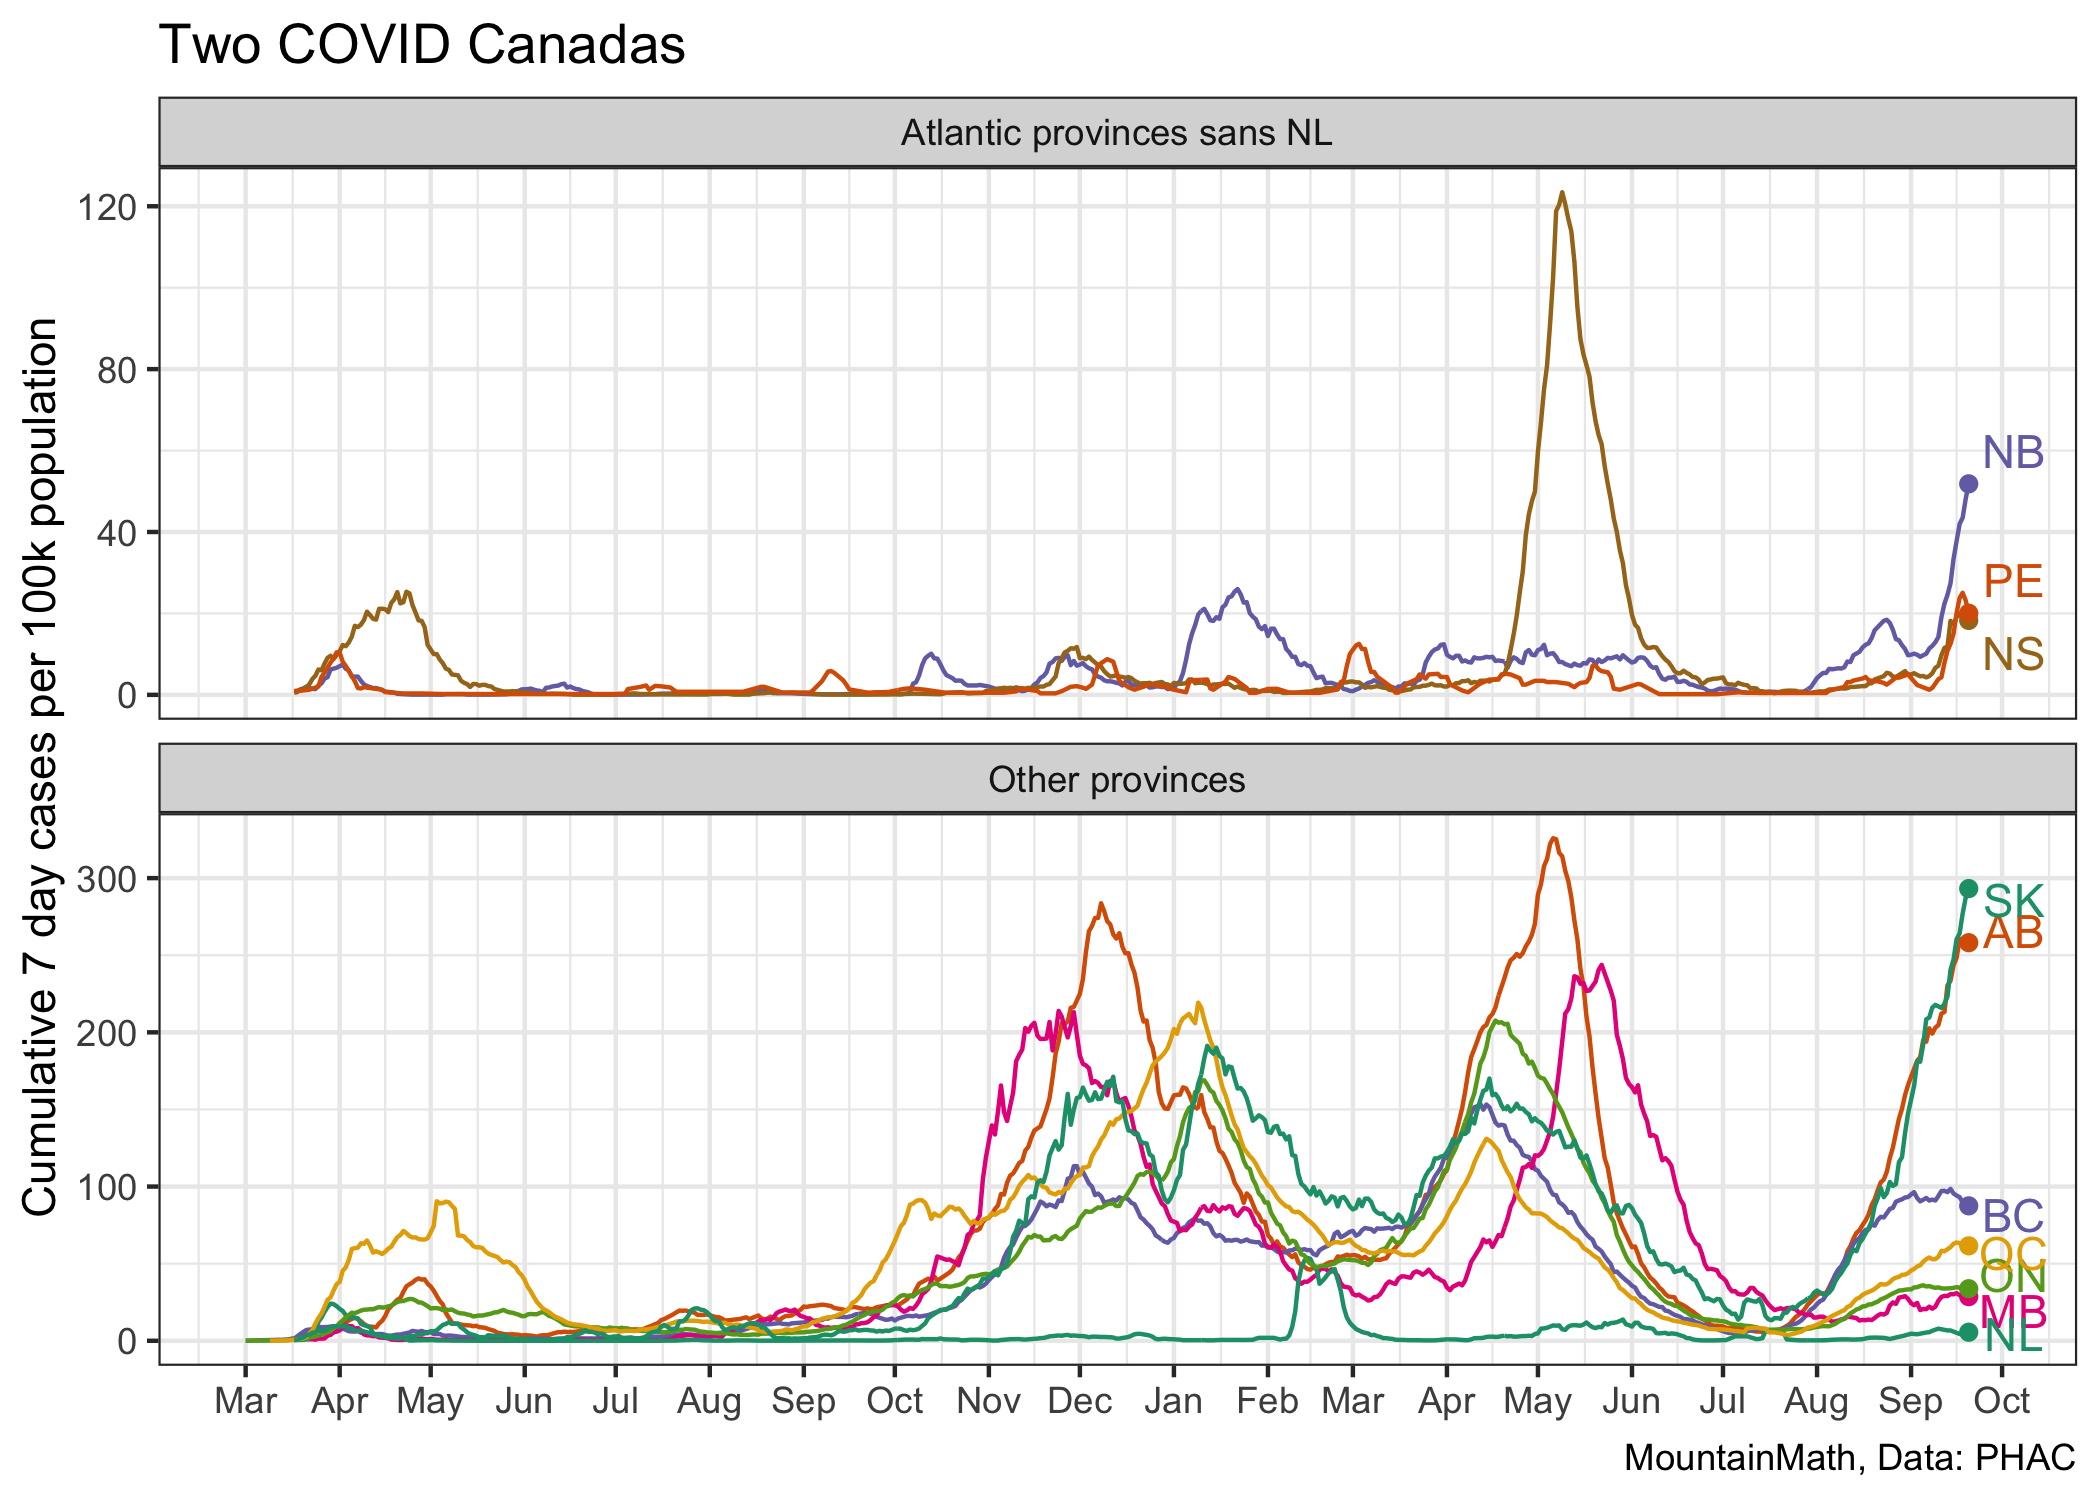 Two COVID Canadas
Atlantic provinces sans NL
Cumulative 7 day cases per 100k population
120
80
40
0
NB
PE
NS
Other provinces
300
200
100
0
SK
AB
BC
QC
ON
MB
NL
Mar Apr May Jun Jul Aug Sep Oct Nov Dec Jan Feb Mar Apr May Jun Jul Aug Sep Oct
MountainMath, Data: PHAC